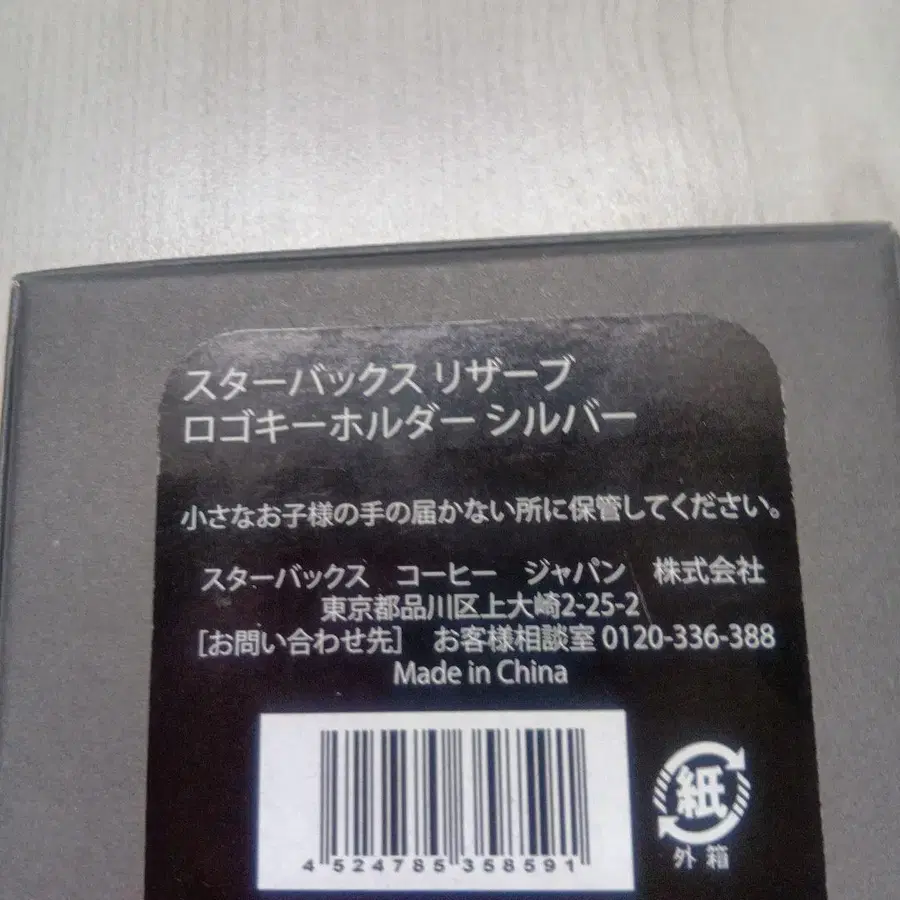 スターバックス リザーブ
ロゴキーホルダー シルバー
小さなお子様の手の届かない所に保管してください。
スターバックス コーヒー ジャパン 株式会社
東京都品川区上大崎2-25-2
[お問い合わせ先] お客様相談室 0120-336-388
Made in China
4 524785 358591
紙
外箱